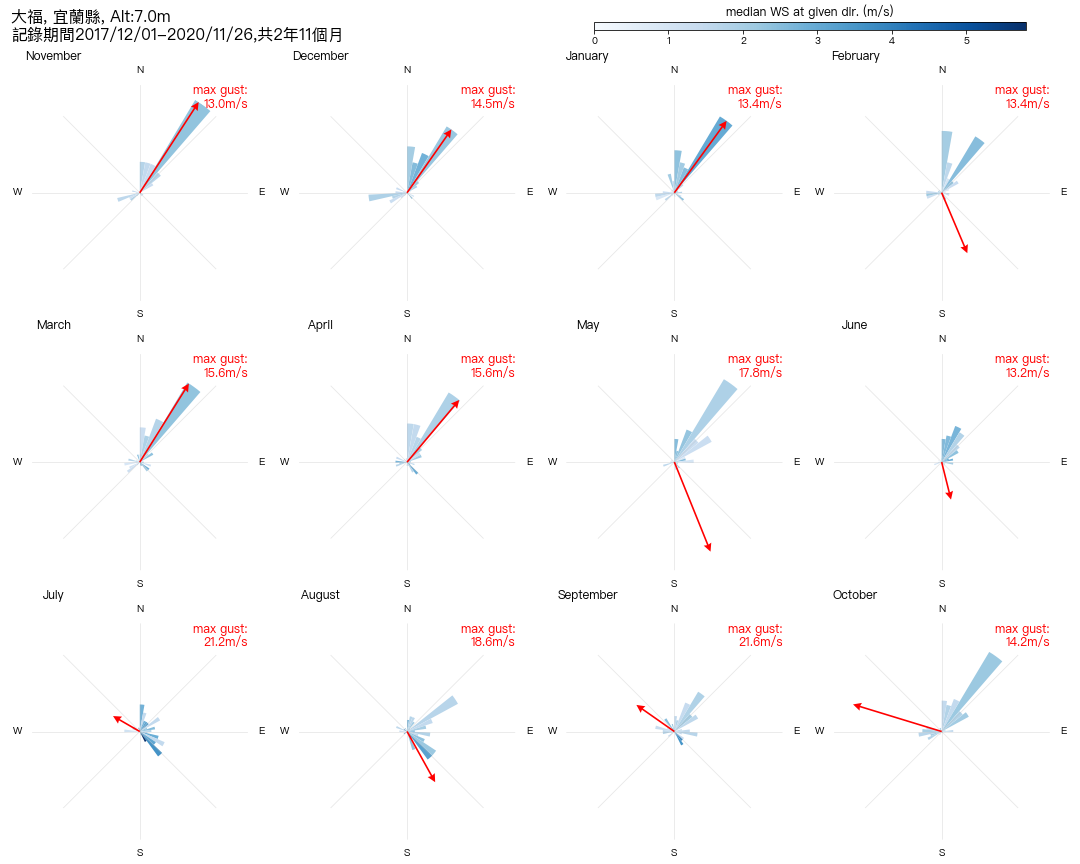 大福, 宜蘭縣, Alt:7.0m
記錄期間2017/12/01-2020/11/26,共2年11個月
median WS at given dir. (m/s)
0 1 2 3 4 5
November
N
max gust:
13.0m/s
W
E
S
December
N
max gust:
14.5m/s
W
E
S
January
N
max gust:
13.4m/s
W
E
S
February
N
max gust:
13.4m/s
W
E
S
March
N
max gust:
15.6m/s
W
E
S
April
N
max gust:
15.6m/s
W
E
S
May
N
max gust:
17.8m/s
W
E
S
June
N
max gust:
13.2m/s
W
E
S
July
N
max gust:
21.2m/s
W
E
S
August
N
max gust:
18.6m/s
W
E
S
September
N
max gust:
21.6m/s
W
E
S
October
N
max gust:
14.2m/s
W
E
S